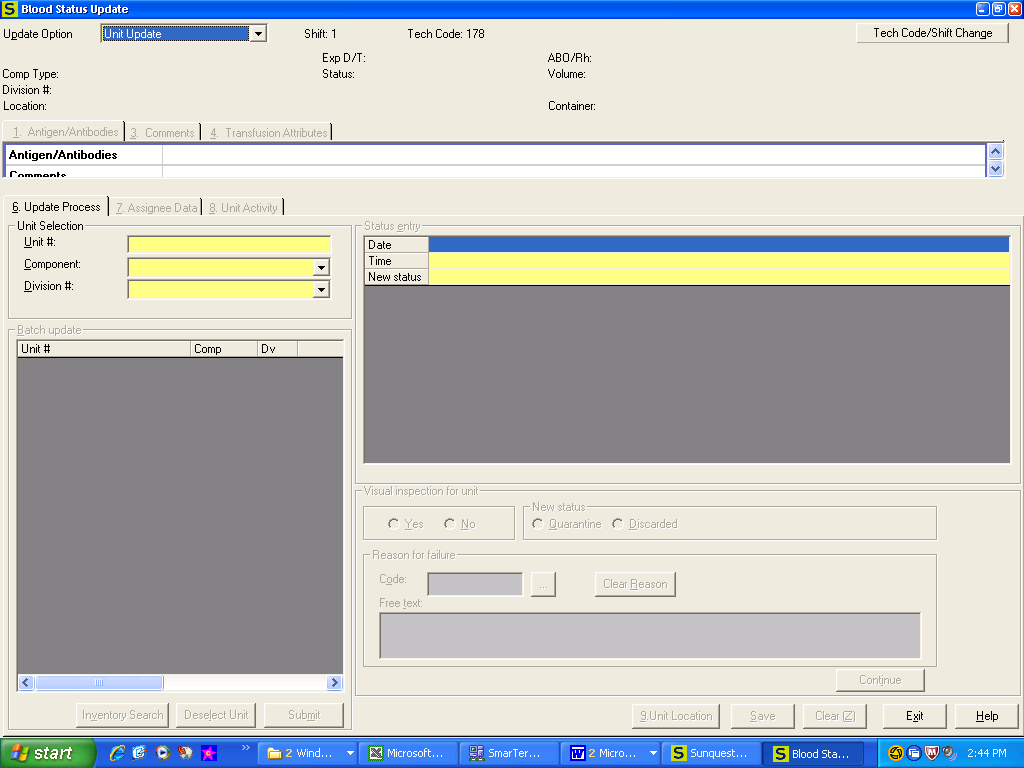 S Blood Status Update
Update Option Unit Update Shift: 1 Tech Code: 178 Tech Code/Shift Change
Exp D/T: ABO/Rh:
Comp Type: Status: Volume:
Division #:
Location: Container:
1. Antigen/Antibodies 3. Comments 4. Transfusion Attributes
Antigen/Antibodies
Comments
6. Update Process 7. Assignee Data 8. Unit Activity
Unit Selection
Unit #:
Component:
Division #:
Status entry
Date
Time
New status
Batch update
Unit # Comp Dv
Visual inspection for unit
Yes No
New status
Quarantine Discarded
Reason for failure
Code: ... Clear Reason
Free text:
Continue
Inventory Search Deselect Unit Submit
9.Unit Location Save Clear (Z) Exit Help
start » 2 Wind... Microsoft... SmarTer... 2 Micro... S Sunquest... S Blood Sta... 2:44 PM